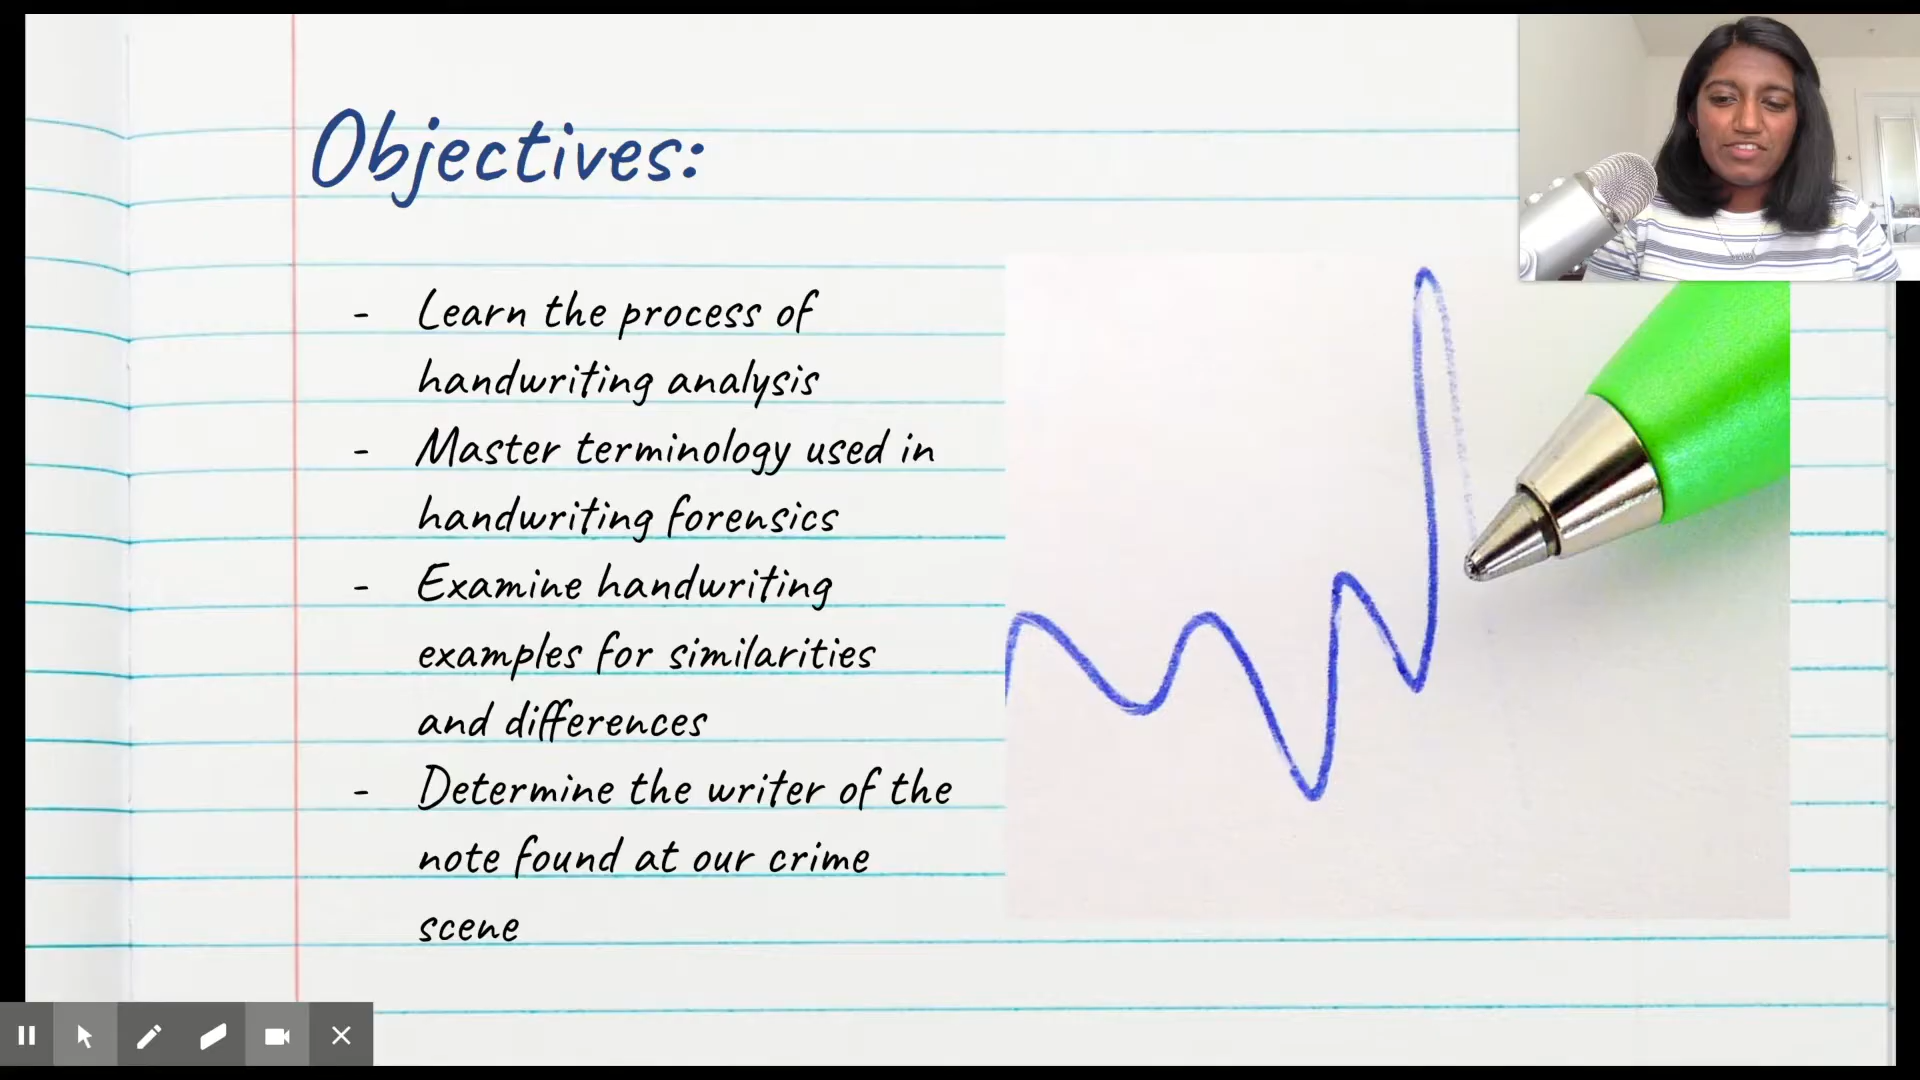 Objectives:
- Learn the process of
handwriting analysis
- Master terminology used in
handwriting forensics
- Examine handwriting
examples for similarities
and differences
- Determine the writer of the
note found at our crime
scene